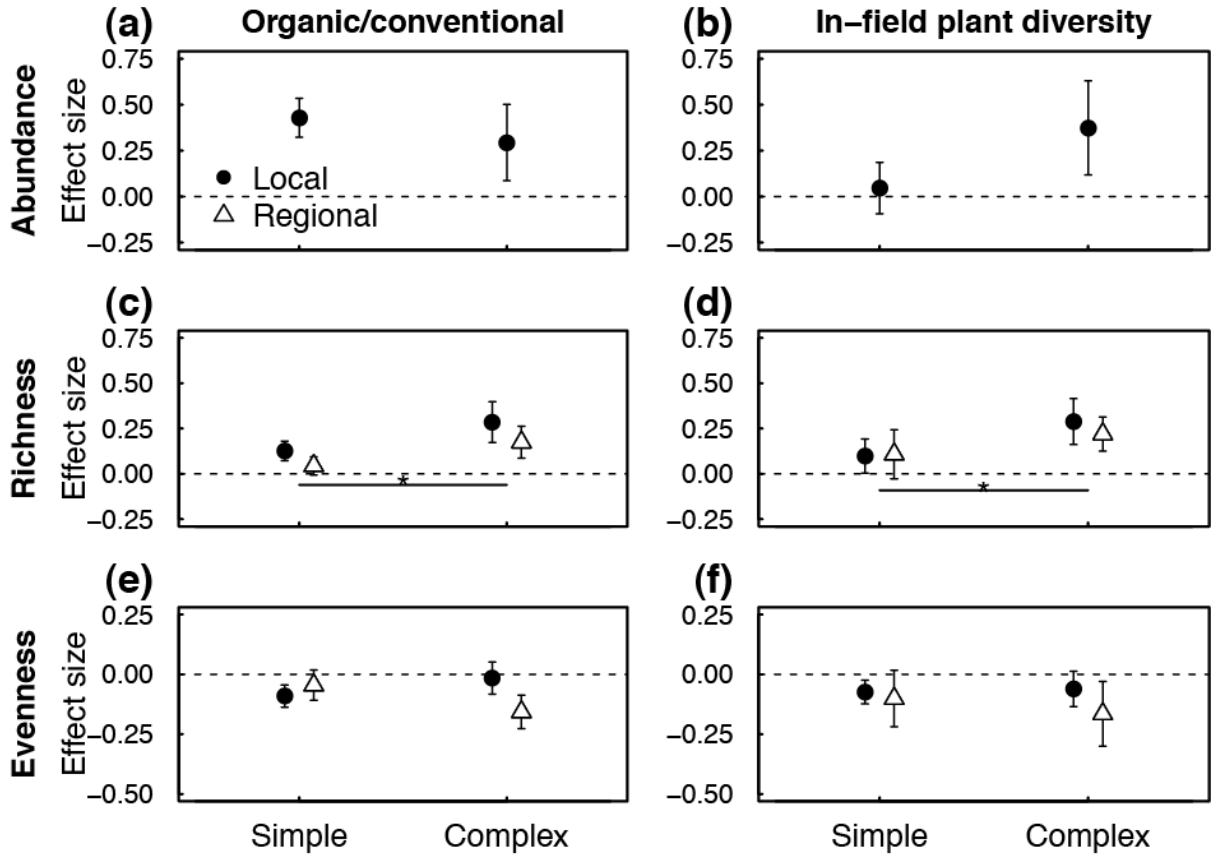 (a) Organic/conventional (b) In−field plant diversity
Abundance
Effect size
0.75
0.50
0.25
0.00
−0.25
Local
Regional
0.75
0.50
0.25
0.00
−0.25
(c) (d)
Richness
Effect size
0.75
0.50
0.25
0.00
−0.25
*
0.75
0.50
0.25
0.00
−0.25
*
(e) (f)
Evenness
Effect size
0.25
0.00
−0.25
−0.50
0.25
0.00
−0.25
−0.50
Simple Complex Simple Complex